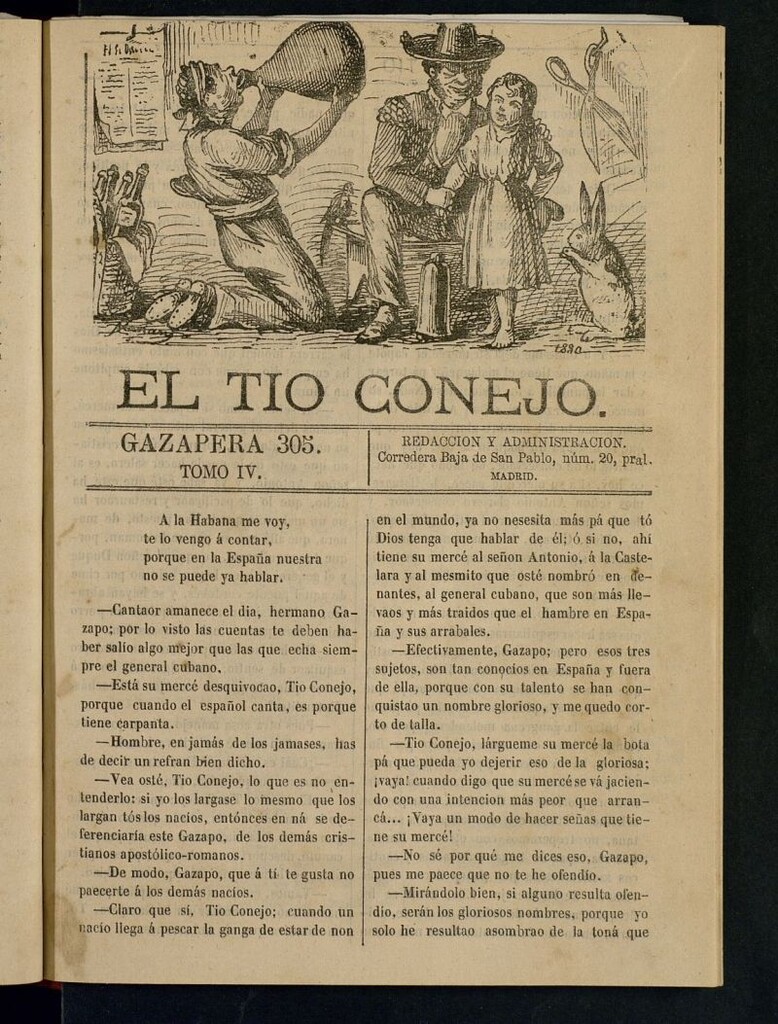 EL TIO CONEJO.
GAZAPERA 305.
TOMO IV.
REDACCION Y ADMINISTRACION.
Corredera Baja de San Pablo, núm. 20, pral.
MADRID.
A la Habana me voy,
te lo vengo á contar,
porque en la España nuestra
no se puede ya hablar.
—Cantaor amanece el dia, hermano Ga-
zapo; por lo visto las cuentas te deben ha-
ber salío algo mejor que las que echa siem-
pre el general cubano.
—Está su mercé desquivocao, Tio Conejo,
porque cuando el español canta, es porque
tiene carpanta.
—Hombre, en jamás de los jamases, has
de decir un refran bien dicho.
—Vea osté, Tio Conejo, lo que es no en-
tenderlo: si yo los largase lo mesmo que los
largan tós los nacíos, entónces en ná se de-
ferenciaría este Gazapo, de los demás cris-
tianos apostólico-romanos.
—De modo, Gazapo, que á tí te gusta no
paecerte á los demás nacíos.
—Claro que sí, Tio Conejo; cuando un
nacío llega á pescar la ganga de estar de non
en el mundo, ya no nesesita más pá que tó
Dios tenga que hablar de él; ó si no, ahí
tiene su mercé al señon Antonio, á la Caste-
lara y al mesmito que osté nombró en de-
nantes, al general cubano, que son más lle-
vaos y más traidos que el hambre en Espa-
ña y sus arrabales.
—Efectivamente, Gazapo; pero esos tres
sujetos, son tan conocíos en España y fuera
de ella, porque con su talento se han con-
quistao un nombre glorioso, y me quedo cor-
to de talla.
—Tio Conejo, lárgueme su mercé la bota
pá que pueda yo dejerir eso de la gloriosa;
¡vaya! cuando digo que su mercé se vá jacien-
do con una intencion más peor que arran-
cá... ¡Vaya un modo de hacer señas que tie-
ne su mercé!
—No sé por qué me dices eso, Gazapo,
pues me paece que no te he ofendío.
—Mirándolo bien, si alguno resulta ofen-
dío, serán los gloriosos nombres, porque yo
solo he resultao asombrao de la toná que